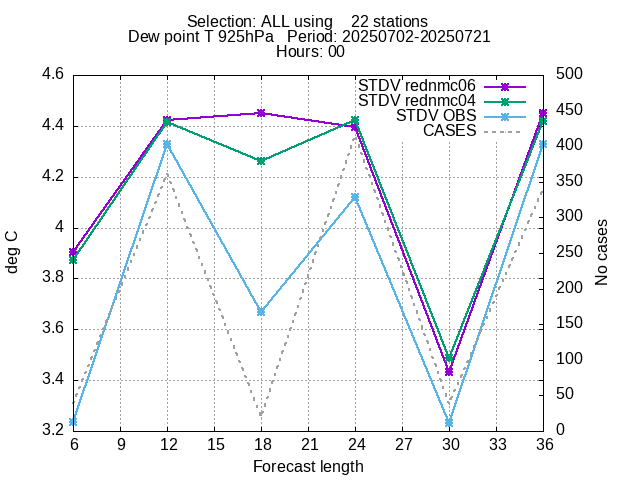 Selection: ALL using    22 stations
Dew point T 925hPa   Period: 20250702-20250721
Hours: 00
STDV rednmc06
STDV rednmc04
STDV OBS
CASES
4.6
4.4
4.2
4
3.8
3.6
3.4
3.2
deg C
500
450
400
350
300
250
200
150
100
50
0
No cases
6 9 12 15 18 21 24 27 30 33 36
Forecast length